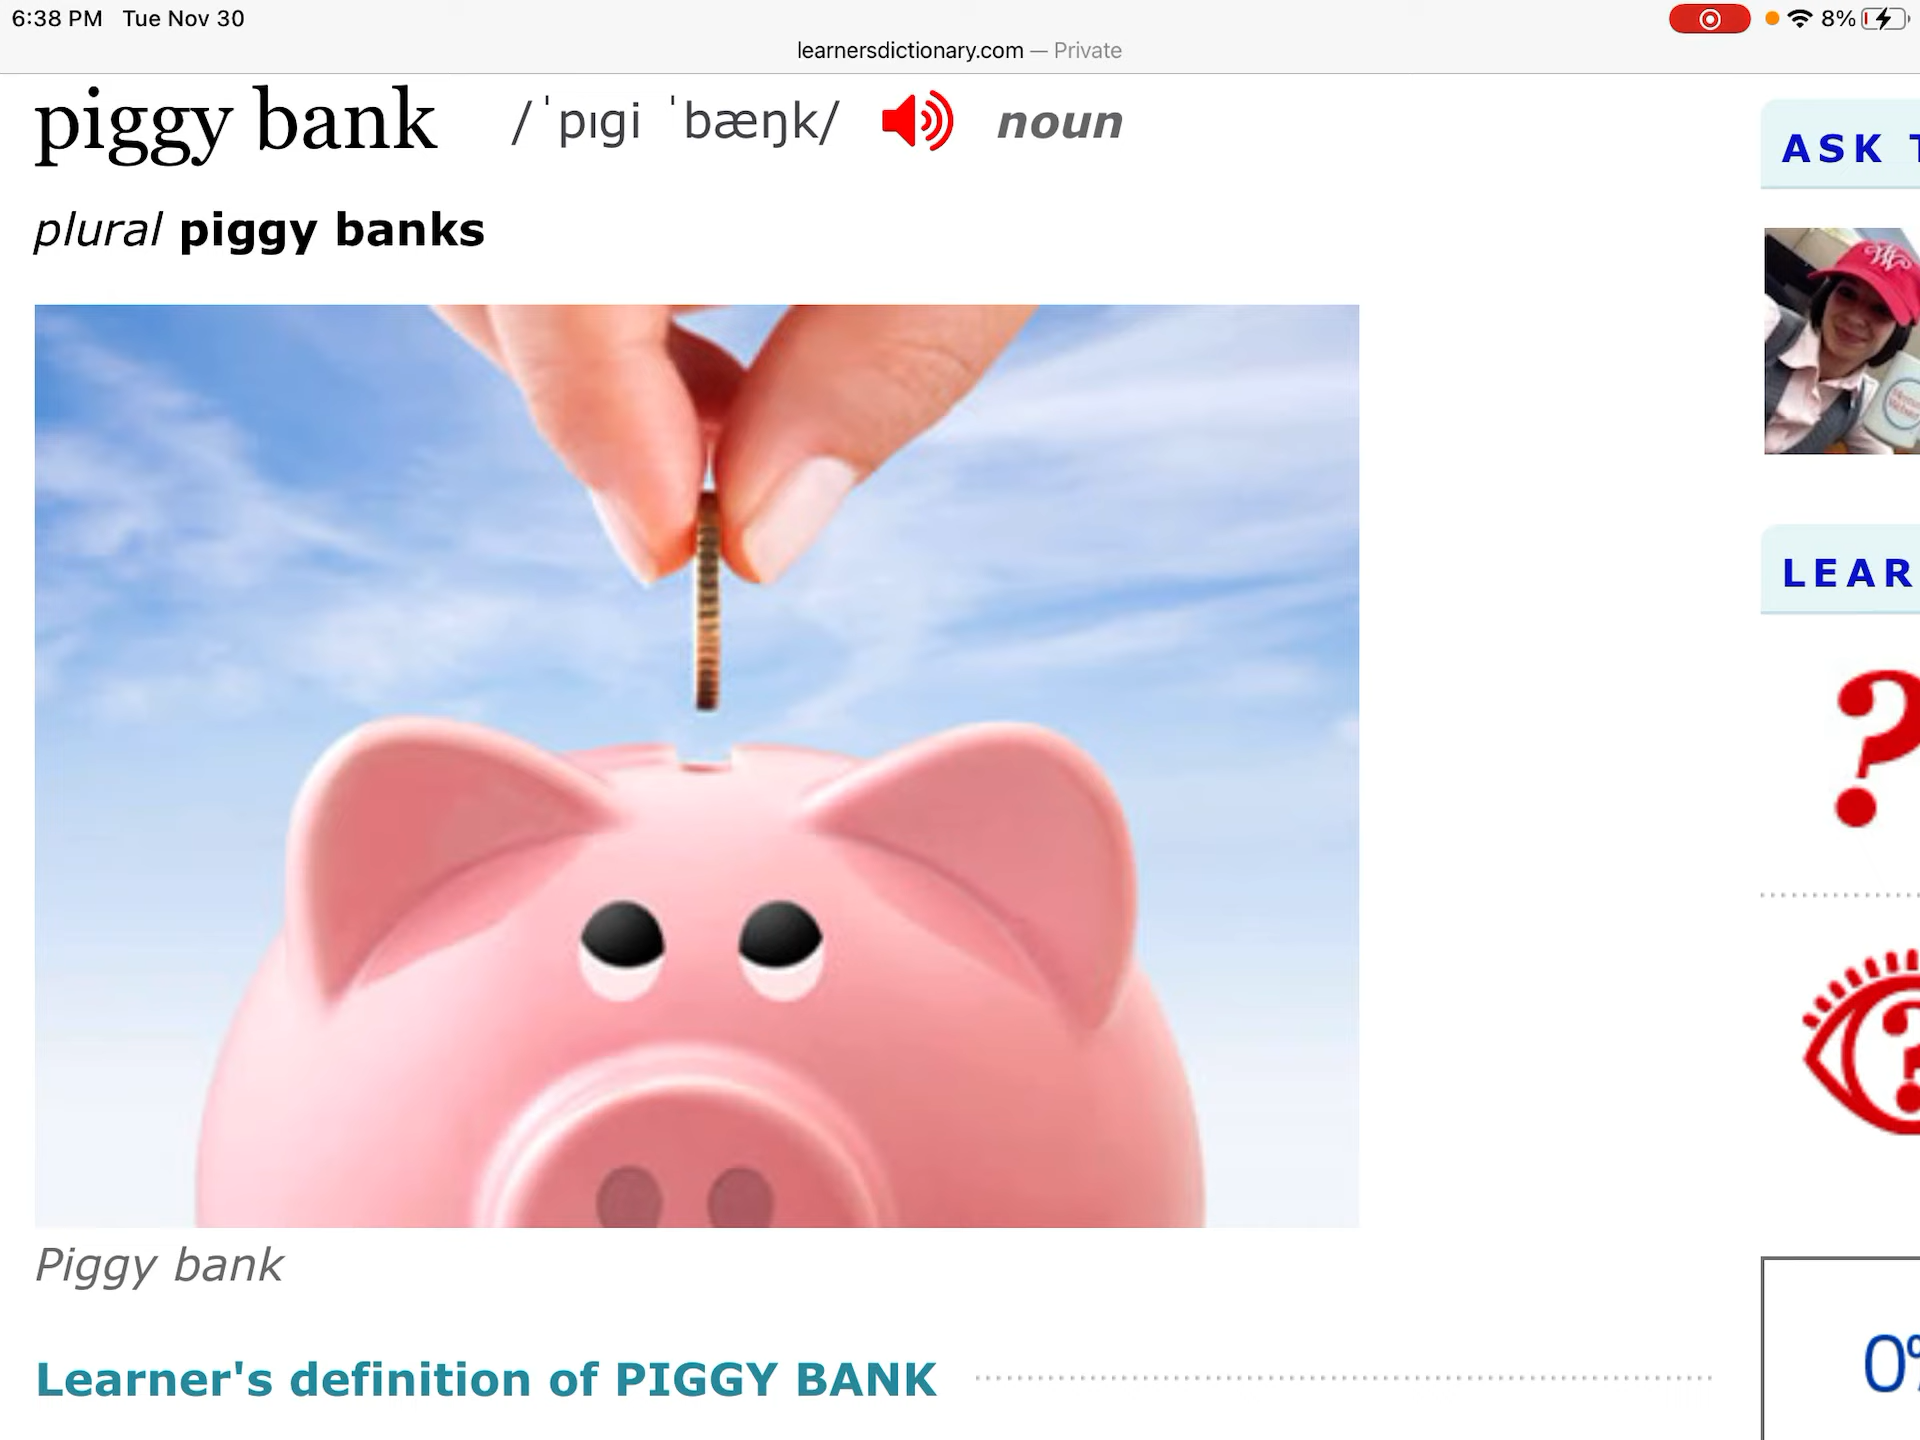 6:38 PM Tue Nov 30
8%
learnersdictionary.com — Private
piggy bank /ˈpɪgi ˈbæŋk/ noun
plural piggy banks
Piggy bank
Learner's definition of PIGGY BANK
ASK
LEAR
?
?
0%